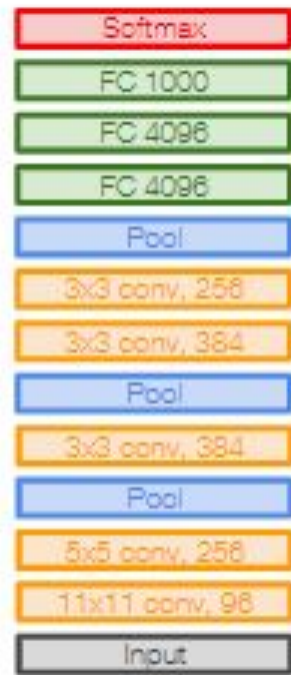 Softmax
FC 1000
FC 4096
FC 4096
Pool
3x3 conv, 256
3x3 conv, 384
Pool
3x3 conv, 384
Pool
5x5 conv, 256
11x11 conv, 96
Input